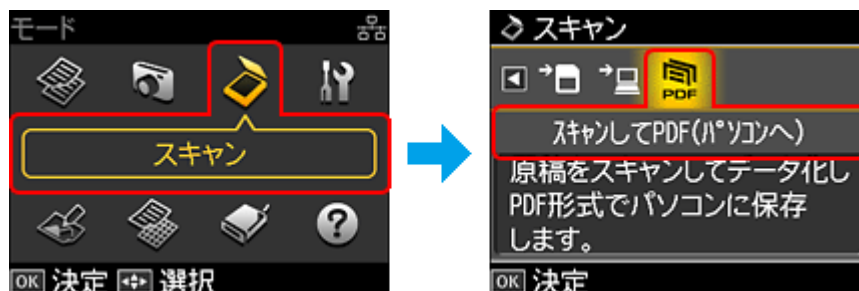 モード
スキャン
OK 決定 選択
スキャン
PDF
ｽｷｬﾝしてPDF(ﾊﾟｿｺﾝへ)
原稿をスキャンしてデータ化し
PDF形式でパソコンに保存
します。
OK 決定